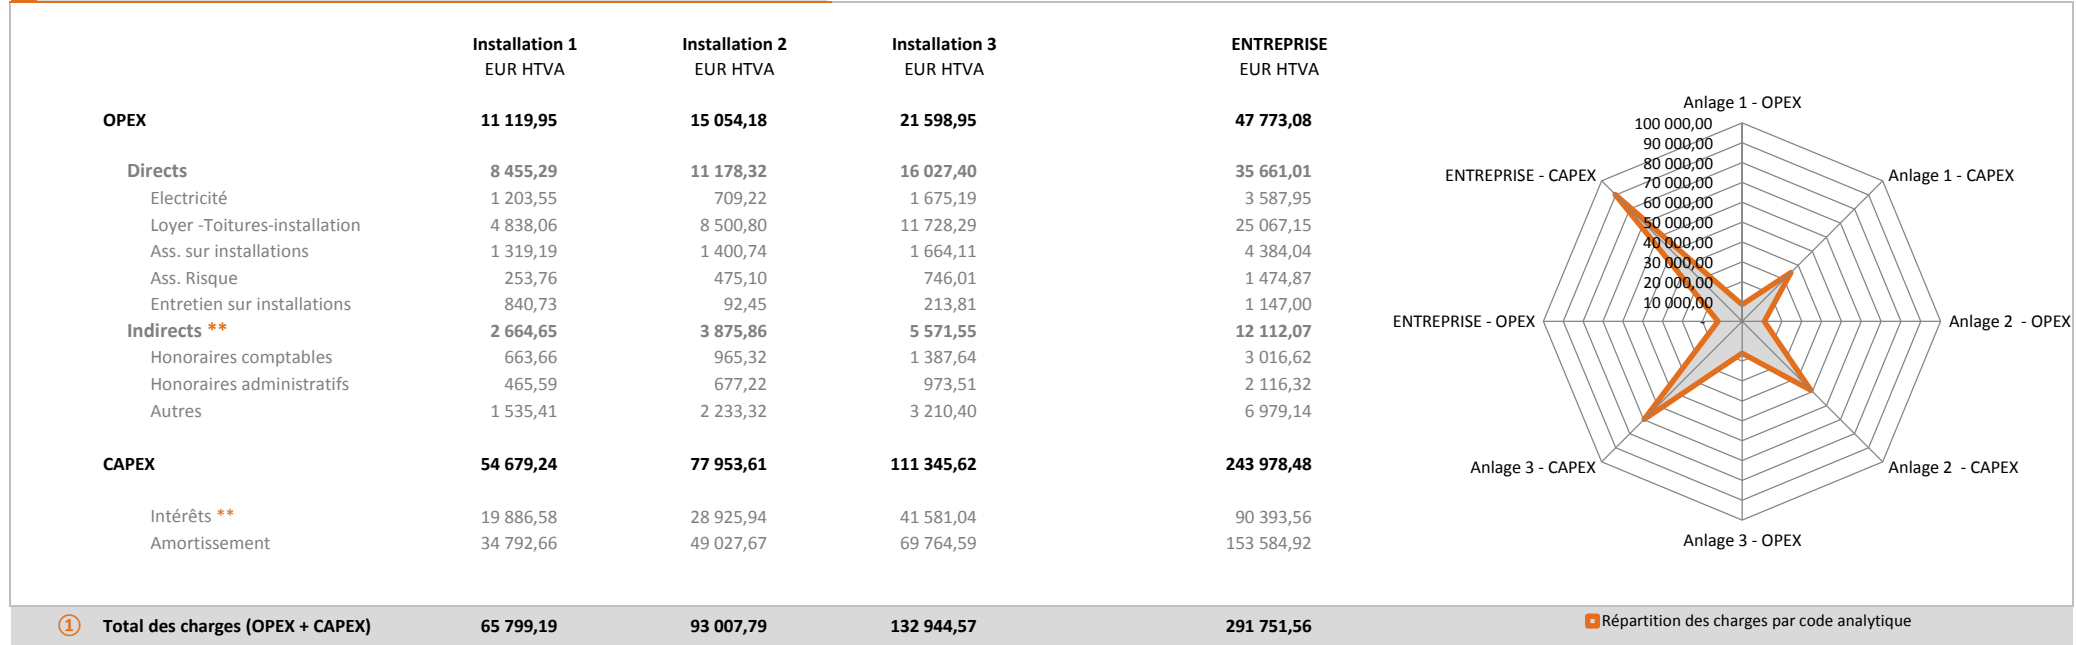 Installation 1 Installation 2 Installation 3 ENTREPRISE
EUR HTVA EUR HTVA EUR HTVA EUR HTVA
OPEX 11 119,95 15 054,18 21 598,95 47 773,08
Directs 8 455,29 11 178,32 16 027,40 35 661,01
Electricité 1 203,55 709,22 1 675,19 3 587,95
Loyer -Toitures-installation 4 838,06 8 500,80 11 728,29 25 067,15
Ass. sur installations 1 319,19 1 400,74 1 664,11 4 384,04
Ass. Risque 253,76 475,10 746,01 1 474,87
Entretien sur installations 840,73 92,45 213,81 1 147,00
Indirects ** 2 664,65 3 875,86 5 571,55 12 112,07
Honoraires comptables 663,66 965,32 1 387,64 3 016,62
Honoraires administratifs 465,59 677,22 973,51 2 116,32
Autres 1 535,41 2 233,32 3 210,40 6 979,14
CAPEX 54 679,24 77 953,61 111 345,62 243 978,48
Intérêts ** 19 886,58 28 925,94 41 581,04 90 393,56
Amortissement 34 792,66 49 027,67 69 764,59 153 584,92
① Total des charges (OPEX + CAPEX) 65 799,19 93 007,79 132 944,57 291 751,56
Anlage 1 - OPEX
100 000,00
90 000,00
80 000,00
70 000,00
60 000,00
50 000,00
40 000,00
30 000,00
20 000,00
10 000,00
-
Anlage 1 - CAPEX
Anlage 2 - OPEX
Anlage 2 - CAPEX
Anlage 3 - OPEX
Anlage 3 - CAPEX
ENTREPRISE - OPEX
ENTREPRISE - CAPEX
Répartition des charges par code analytique